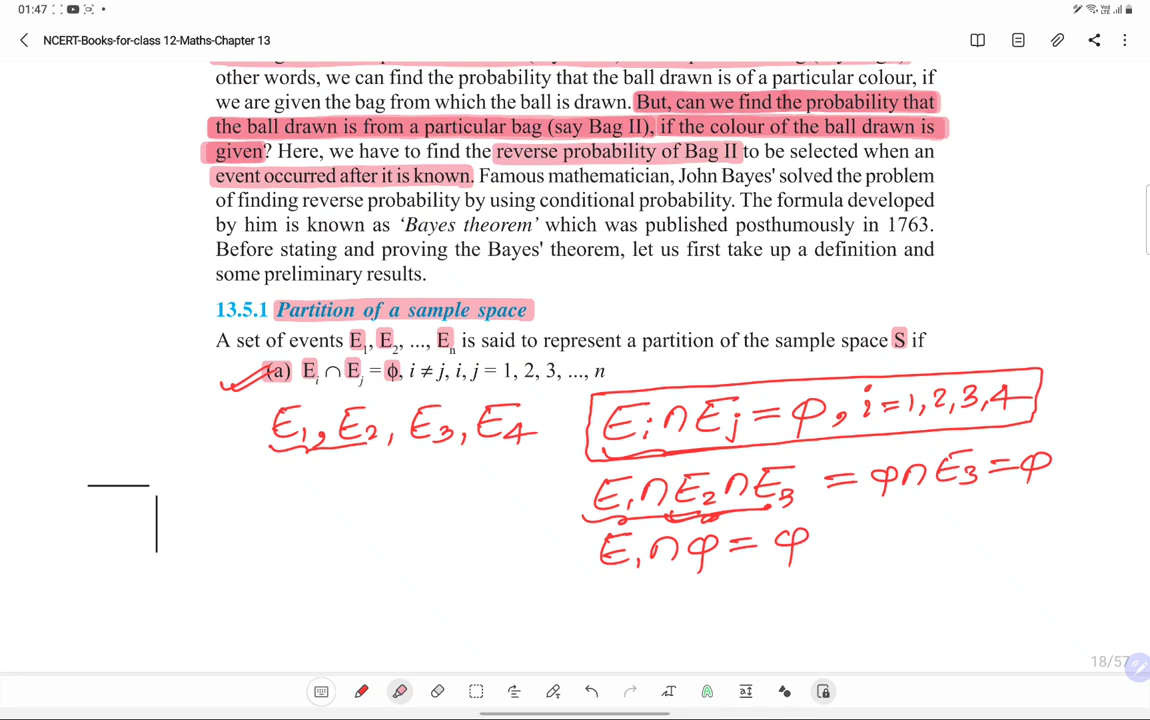 01:47
NCERT-Books-for-class 12-Maths-Chapter 13
other words, we can find the probability that the ball drawn is of a particular colour, if
we are given the bag from which the ball is drawn. But, can we find the probability that
the ball drawn is from a particular bag (say Bag II), if the colour of the ball drawn is
given? Here, we have to find the reverse probability of Bag II to be selected when an
event occurred after it is known. Famous mathematician, John Bayes' solved the problem
of finding reverse probability by using conditional probability. The formula developed
by him is known as ‘Bayes theorem’ which was published posthumously in 1763.
Before stating and proving the Bayes' theorem, let us first take up a definition and
some preliminary results.
13.5.1 Partition of a sample space
A set of events E₁, E₂, ..., Eₙ is said to represent a partition of the sample space S if
(a) Eᵢ ∩ Eⱼ = ϕ, i ≠ j, i, j = 1, 2, 3, ..., n
E₁, E₂, E₃, E₄
Eᵢ ∩ Eⱼ = φ, i = 1, 2, 3, 4
E₁ ∩ E₂ ∩ E₃ = φ ∩ E₃ = φ
E₁ ∩ φ = φ
18/57